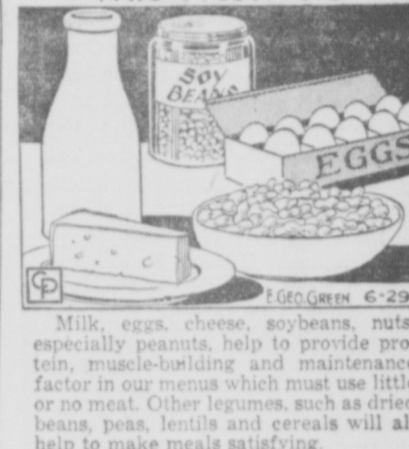 SOY
BEANS
EGGS
CP
E. GEO. GREEN 6-29
Milk, eggs, cheese, soybeans, nuts
especially peanuts, help to provide pro
tein, muscle-building and maintenance
factor in our menus which must use littl
or no meat. Other legumes, such as dried
beans, peas, lentils and cereals will al
help to make meals satisfying.